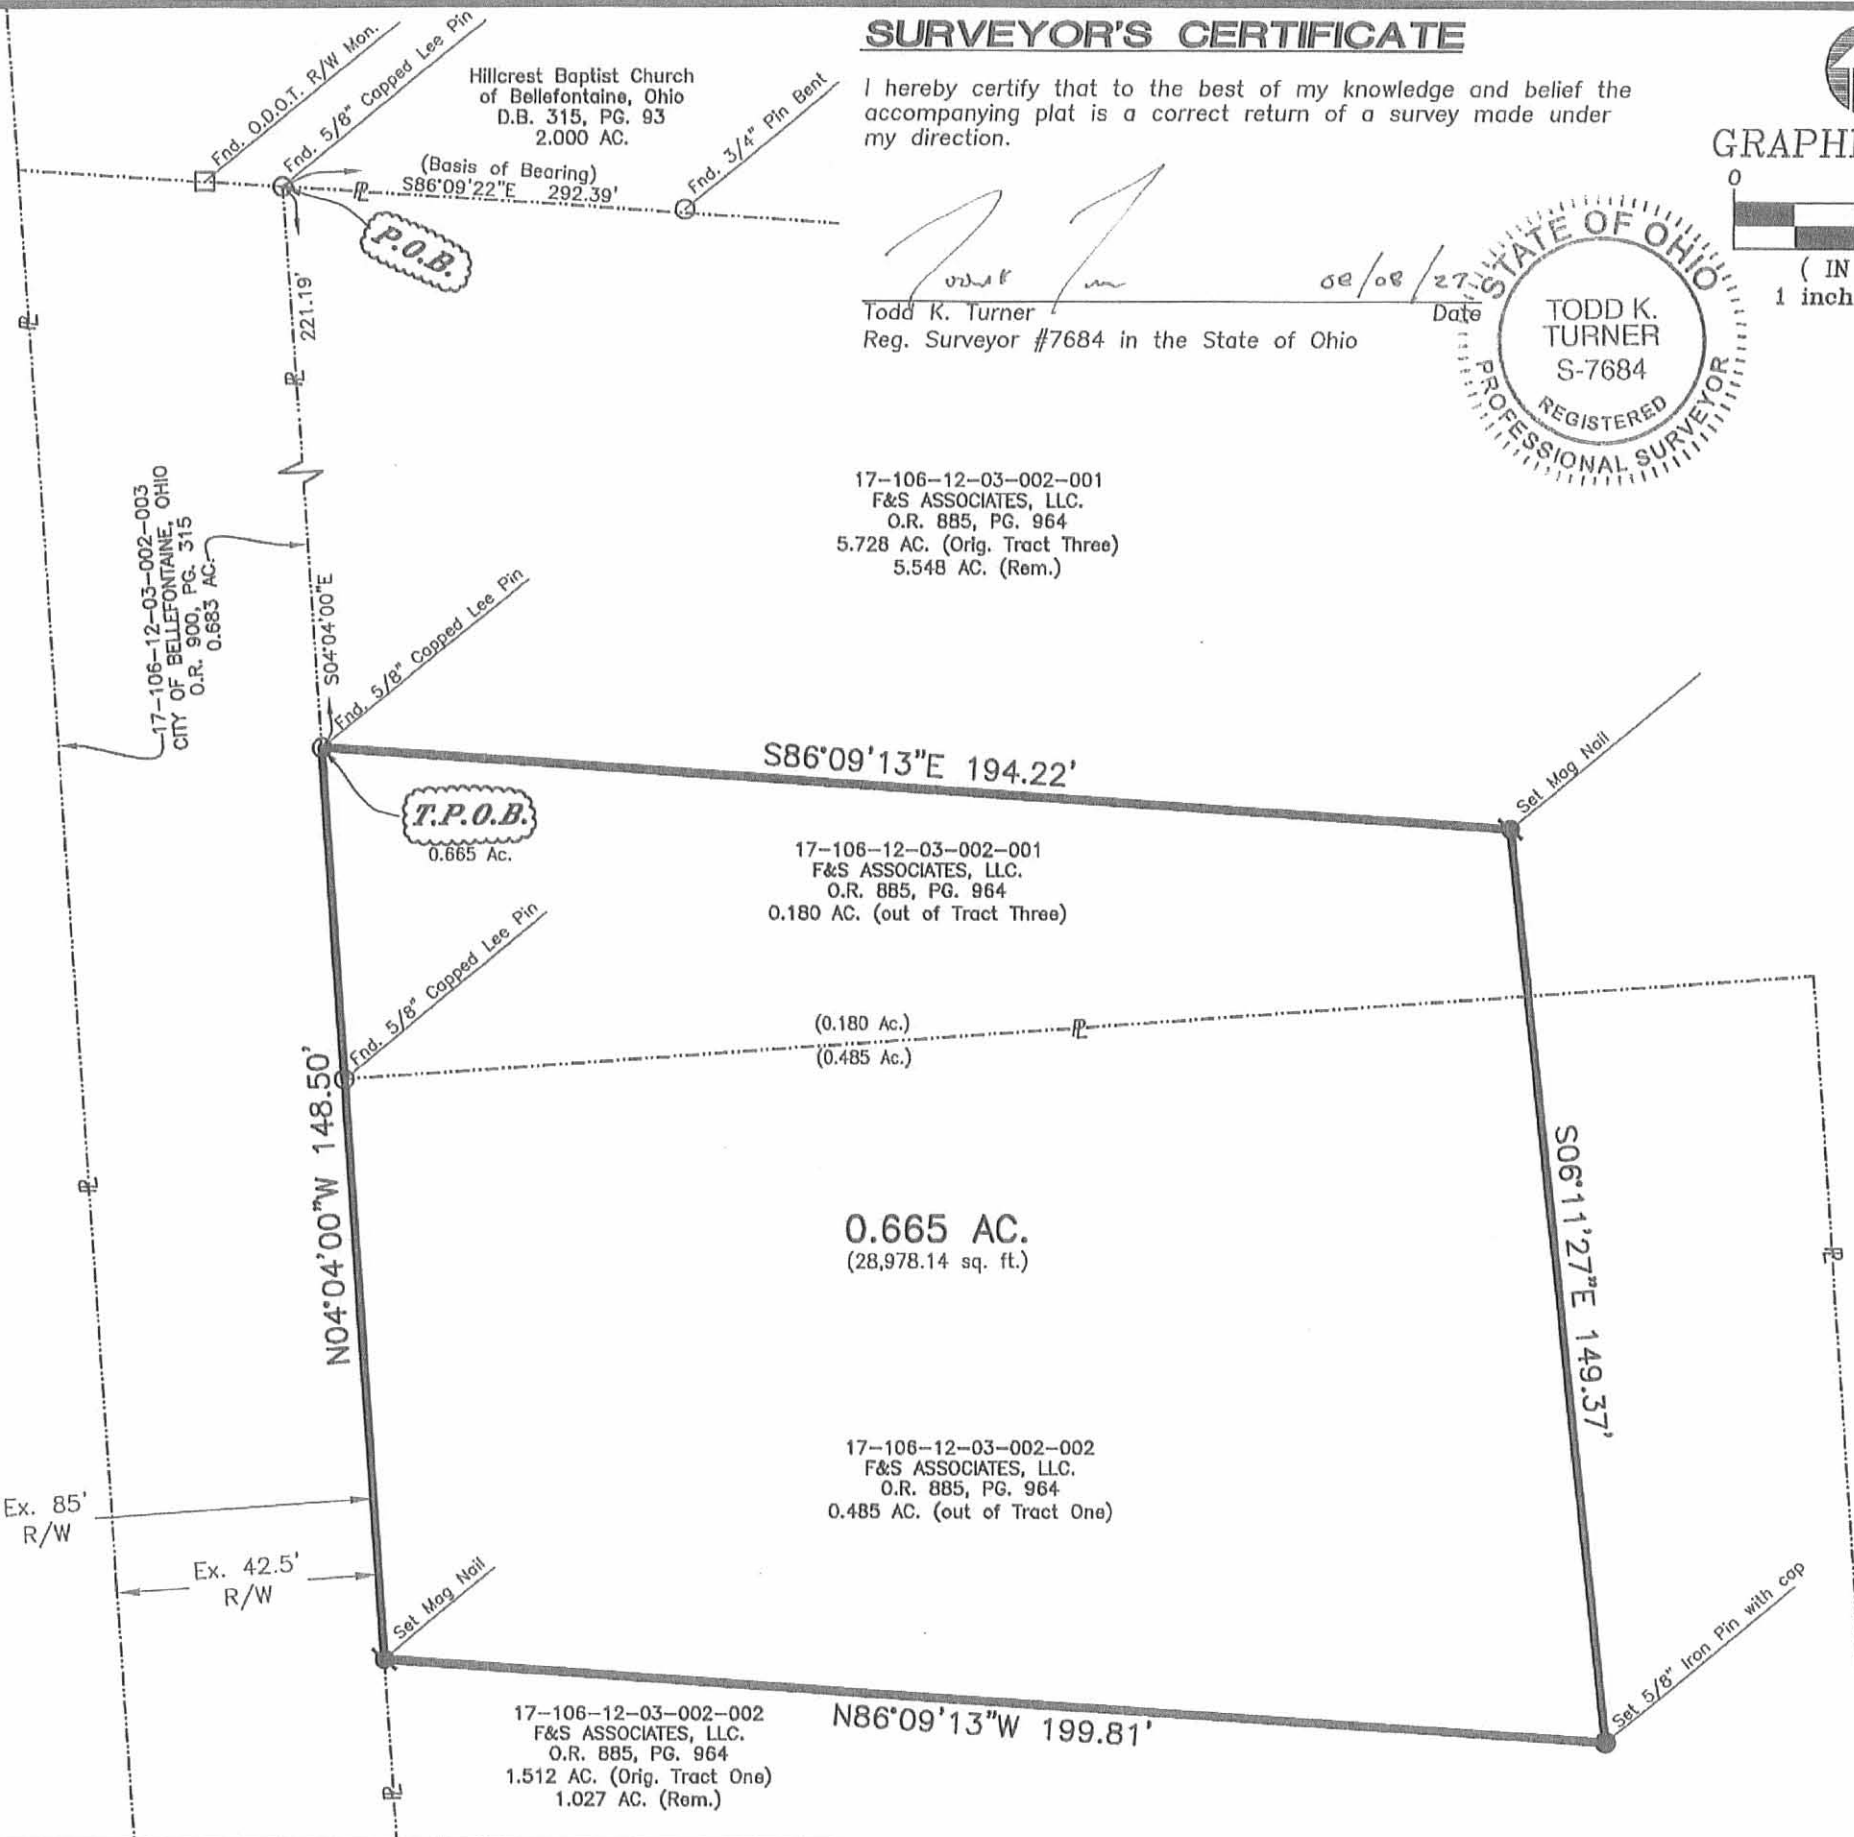 SURVEYOR'S CERTIFICATE
I hereby certify that to the best of my knowledge and belief the
accompanying plat is a correct return of a survey made under
my direction.
08/08/27
Todd K. Turner
Date
Reg. Surveyor #7684 in the State of Ohio
STATE OF OHIO
TODD K.
TURNER
S-7684
REGISTERED
PROFESSIONAL SURVEYOR
GRAPHI
0
( IN
1 inch
Fnd. O.D.O.T. R/W Mon.
Fnd. 5/8" Capped Lee Pin
Hillcrest Baptist Church
of Bellefontaine, Ohio
D.B. 315, PG. 93
2.000 AC.
Fnd. 3/4" Pin Bent
(Basis of Bearing)
PL
S86°09'22"E 292.39'
P.O.B.
PL
221.19'
PL
17-106-12-03-002-003
CITY OF BELLEFONTAINE, OHIO
O.R. 900, PG. 315
0.683 AC.
S04°04'00"E
17-106-12-03-002-001
F&S ASSOCIATES, LLC.
O.R. 885, PG. 964
5.728 AC. (Orig. Tract Three)
5.548 AC. (Rem.)
Fnd. 5/8" Capped Lee Pin
S86°09'13"E 194.22'
Set Mag Nail
T.P.O.B.
0.665 Ac.
17-106-12-03-002-001
F&S ASSOCIATES, LLC.
O.R. 885, PG. 964
0.180 AC. (out of Tract Three)
Fnd. 5/8" Capped Lee Pin
(0.180 Ac.)
PL
(0.485 Ac.)
N04°04'00"W 148.50'
S06°11'27"E 149.37'
PL
PL
0.665 AC.
(28,978.14 sq. ft.)
17-106-12-03-002-002
F&S ASSOCIATES, LLC.
O.R. 885, PG. 964
0.485 AC. (out of Tract One)
Ex. 85'
R/W
Ex. 42.5'
R/W
Set Mag Nail
Set 5/8" Iron Pin with cap
N86°09'13"W 199.81'
17-106-12-03-002-002
F&S ASSOCIATES, LLC.
O.R. 885, PG. 964
1.512 AC. (Orig. Tract One)
1.027 AC. (Rem.)
PL